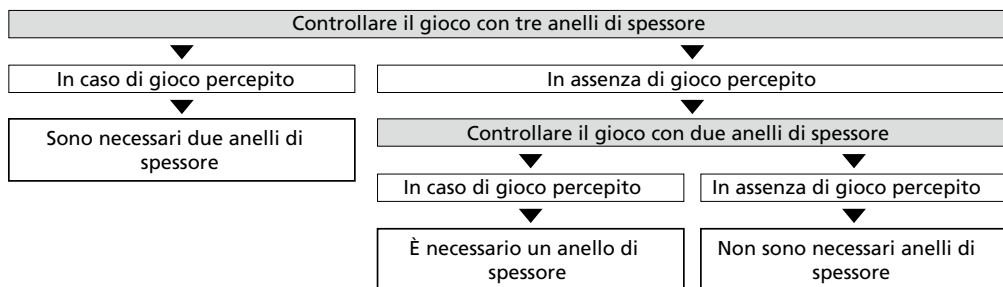 Controllare il gioco con tre anelli di spessore
In caso di gioco percepito
In assenza di gioco percepito
Sono necessari due anelli di
spessore
Controllare il gioco con due anelli di spessore
In caso di gioco percepito
In assenza di gioco percepito
È necessario un anello di
spessore
Non sono necessari anelli di
spessore